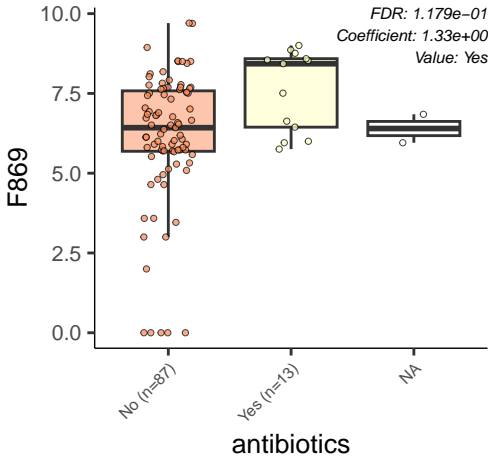 FDR: 1.179e−01
Coefficient: 1.33e+00
Value: Yes
10.0
7.5
5.0
2.5
0.0
F869
No (n=87)
Yes (n=13)
NA
antibiotics